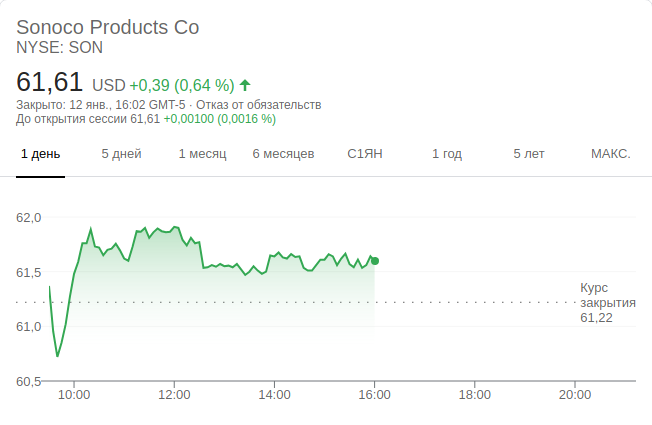 Sonoco Products Co
NYSE: SON
61,61 USD +0,39 (0,64 %)
Закрыто: 12 янв., 16:02 GMT-5 · Отказ от обязательств
До открытия сессии 61,61 +0,00100 (0,0016 %)
1 день 5 дней 1 месяц 6 месяцев С1ЯН 1 год 5 лет МАКС.
62,0
61,5
Курс
закрытия
61,22
61,0
60,5
10:00 12:00 14:00 16:00 18:00 20:00